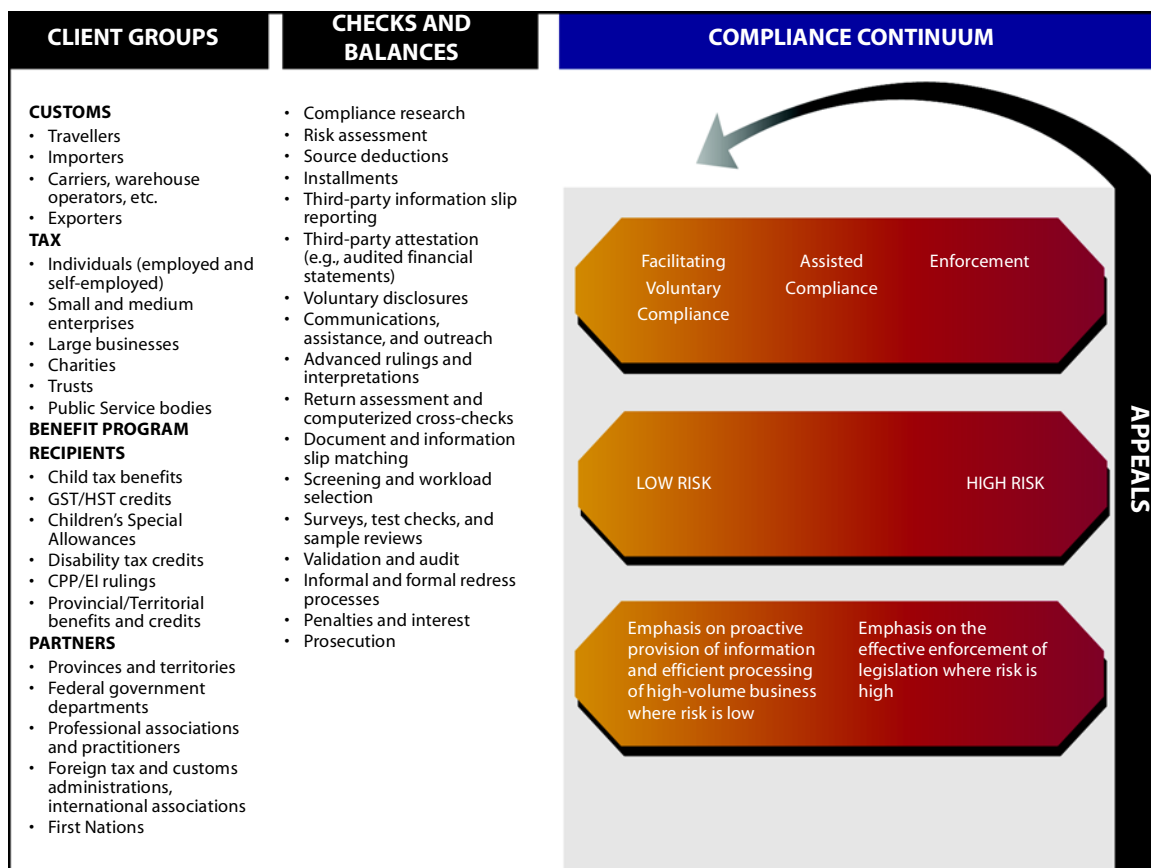 CLIENT GROUPS
CUSTOMS
• Travellers
• Importers
• Carriers, warehouse
operators, etc.
• Exporters
TAX
• Individuals (employed and
self-employed)
• Small and medium
enterprises
• Large businesses
• Charities
• Trusts
• Public Service bodies
BENEFIT PROGRAM
RECIPIENTS
• Child tax benefits
• GST/HST credits
• Children's Special
Allowances
• Disability tax credits
• CPP/EI rulings
• Provincial/Territorial
benefits and credits
PARTNERS
• Provinces and territories
• Federal government
departments
• Professional associations
and practitioners
• Foreign tax and customs
administrations,
international associations
• First Nations
CHECKS AND
BALANCES
• Compliance research
• Risk assessment
• Source deductions
• Installments
• Third-party information slip
reporting
• Third-party attestation
(e.g., audited financial
statements)
• Voluntary disclosures
• Communications,
assistance, and outreach
• Advanced rulings and
interpretations
• Return assessment and
computerized cross-checks
• Document and information
slip matching
• Screening and workload
selection
• Surveys, test checks, and
sample reviews
• Validation and audit
• Informal and formal redress
processes
• Penalties and interest
• Prosecution
COMPLIANCE CONTINUUM
Facilitating
Voluntary
Compliance
Assisted
Compliance
Enforcement
LOW RISK
HIGH RISK
Emphasis on proactive
provision of information
and efficient processing
of high-volume business
where risk is low
Emphasis on the
effective enforcement of
legislation where risk is
high
APPEALS